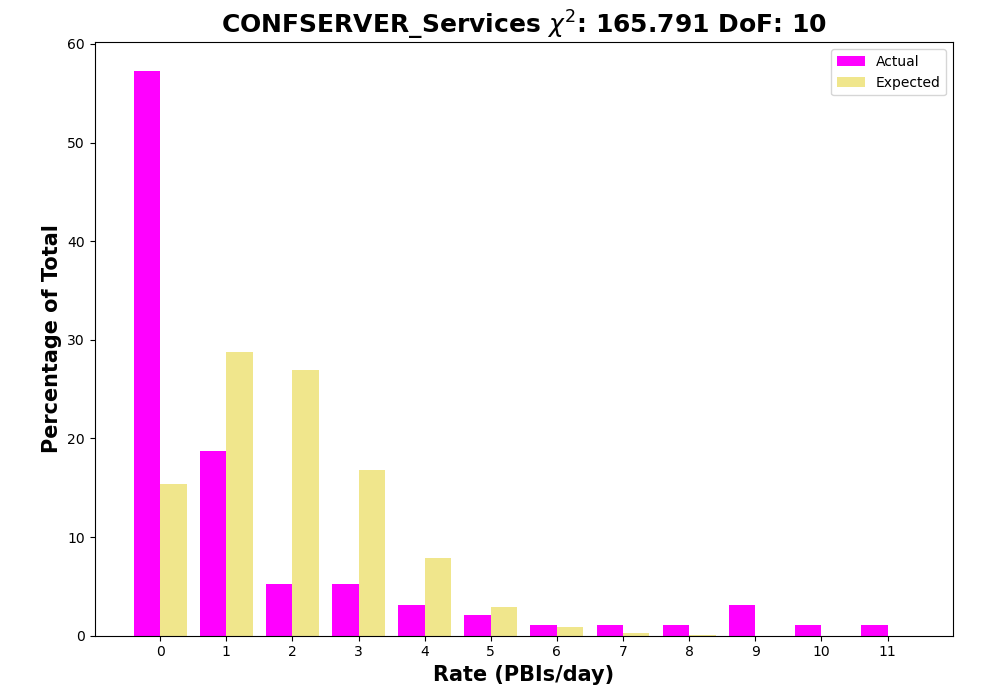 CONFSERVER_Services χ²: 165.791 DoF: 10
Actual
Expected
60
50
40
30
20
10
0
Percentage of Total
0 1 2 3 4 5 6 7 8 9 10 11
Rate (PBIs/day)